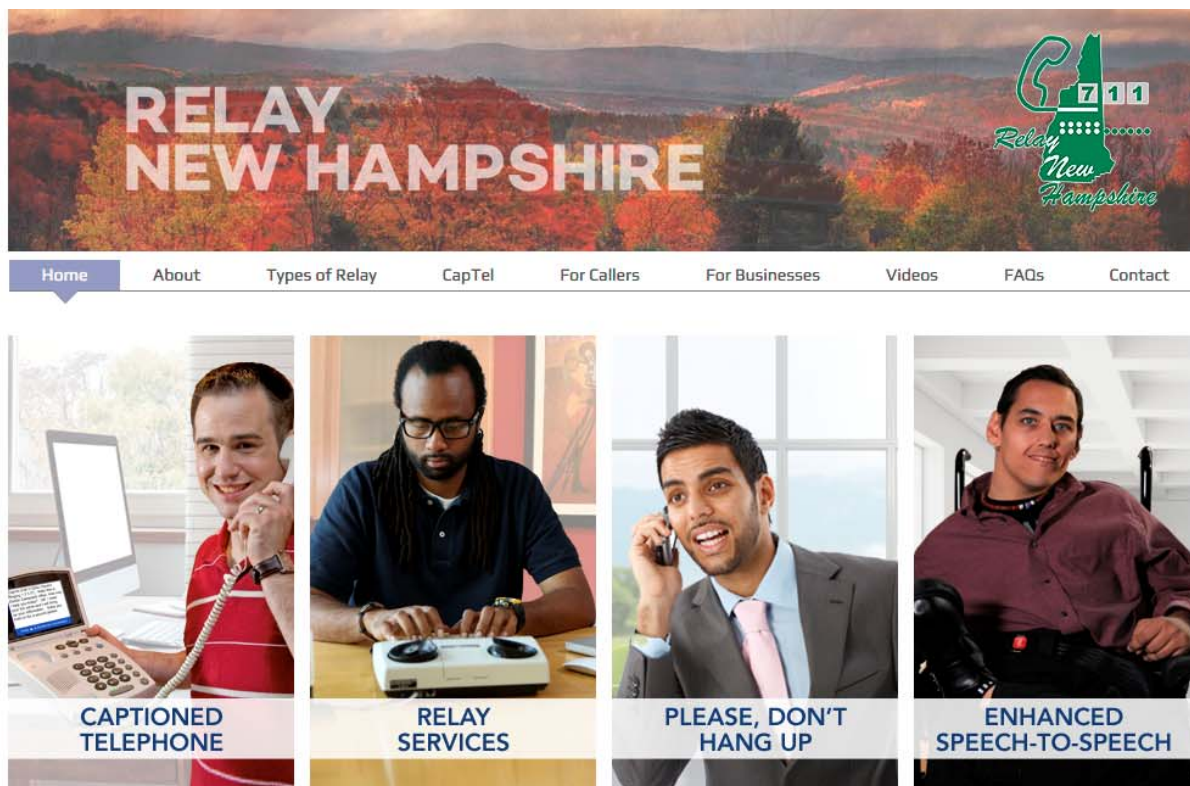 RELAY
NEW HAMPSHIRE
711
Relay
New
Hampshire
Home About Types of Relay CapTel For Callers For Businesses Videos FAQs Contact
CAPTIONED
TELEPHONE
RELAY
SERVICES
PLEASE, DON'T
HANG UP
ENHANCED
SPEECH-TO-SPEECH